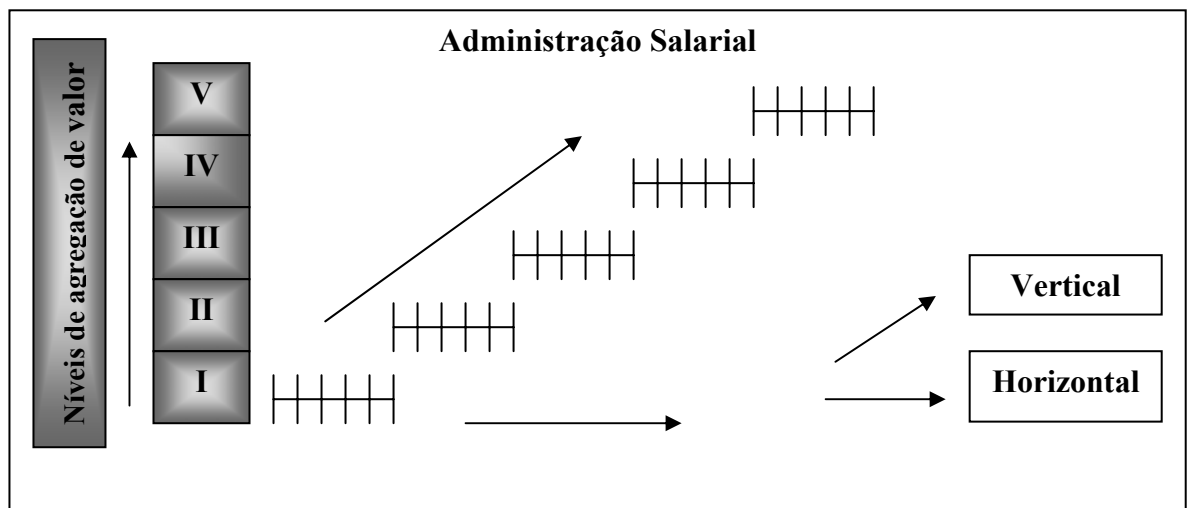 Administração Salarial
Níveis de agregação de valor
V
IV
III
II
I
Vertical
Horizontal